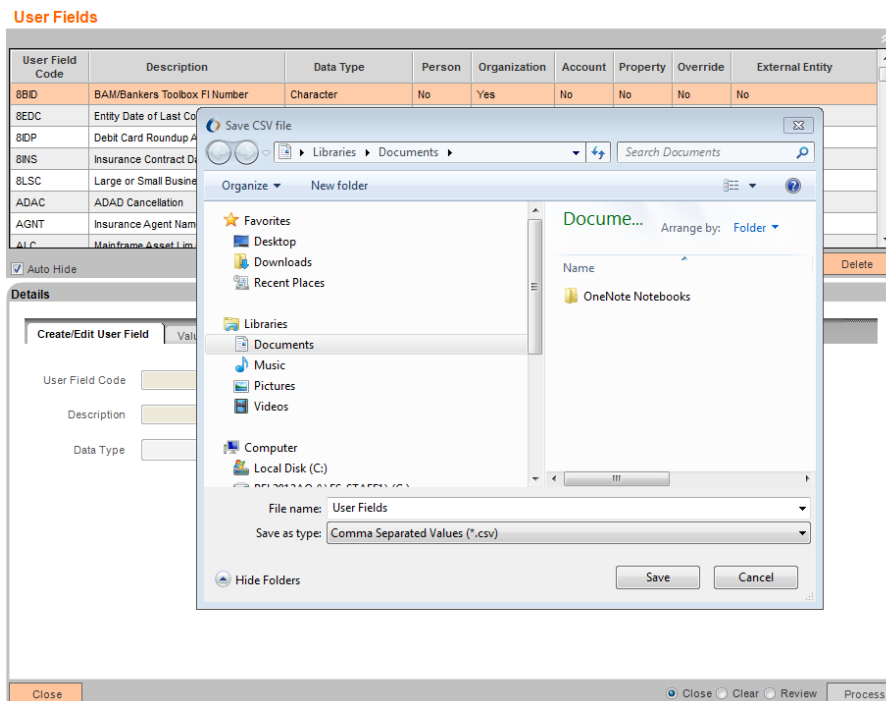 User Fields
User Field Code Description Data Type Person Organization Account Property Override External Entity
8BID BAM/Bankers Toolbox FI Number Character No Yes No No No No
8EDC Entity Date of Last Co
8IDP Debit Card Roundup A
8INS Insurance Contract Da
8LSC Large or Small Busine
ADAC ADAD Cancellation
AGNT Insurance Agent Nam
ALC Mainframe Asset Lim
Auto Hide
Delete
Details
Create/Edit User Field Valu
User Field Code
Description
Data Type
Save CSV file
Libraries Documents
Search Documents
Organize New folder
Favorites
Desktop
Downloads
Recent Places
Libraries
Documents
Music
Pictures
Videos
Computer
Local Disk (C:)
Docume...
Arrange by: Folder
Name
OneNote Notebooks
File name: User Fields
Save as type: Comma Separated Values (*.csv)
Hide Folders
Save Cancel
Close
Close Clear Review Process